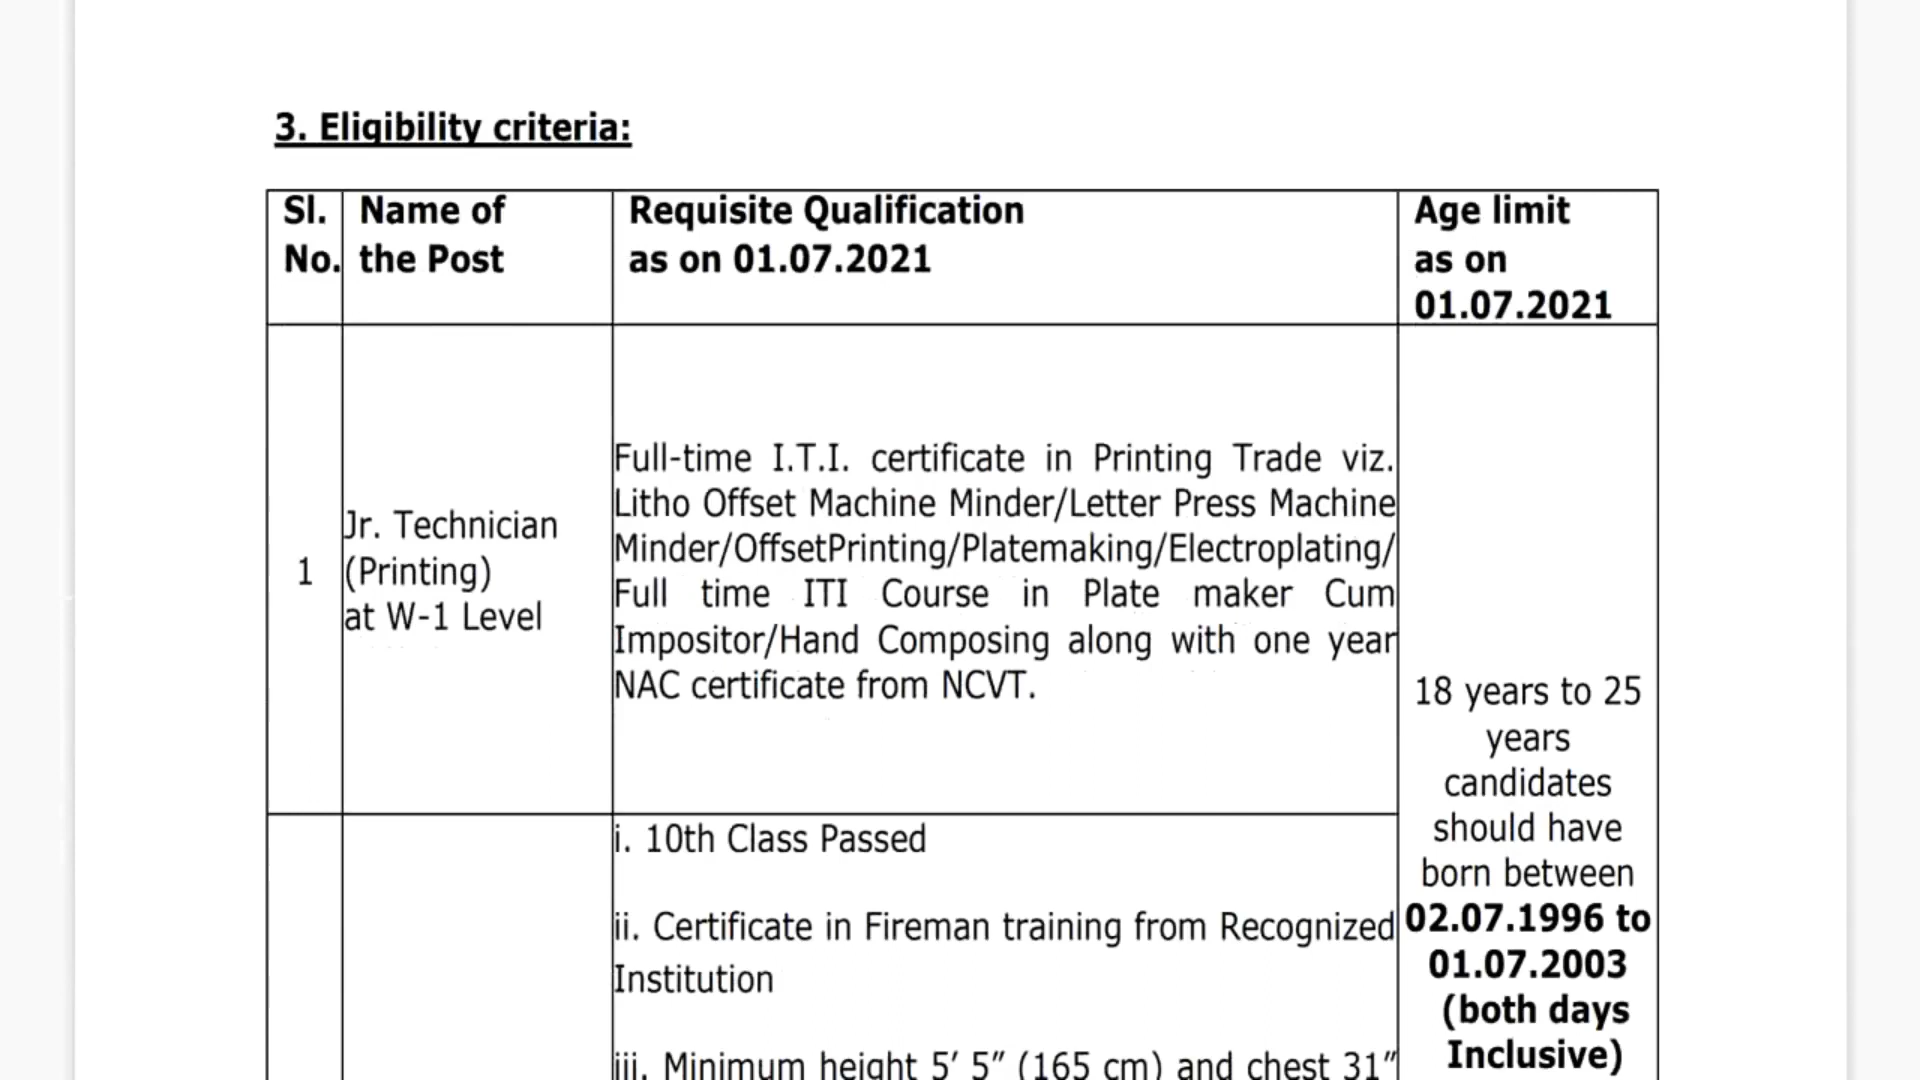 3. Eligibility criteria:
Sl.
No.
Name of
the Post
Requisite Qualification
as on 01.07.2021
Age limit
as on
01.07.2021
1
Jr. Technician
(Printing)
at W-1 Level
Full-time I.T.I. certificate in Printing Trade viz.
Litho Offset Machine Minder/Letter Press Machine
Minder/OffsetPrinting/Platemaking/Electroplating/
Full time ITI Course in Plate maker Cum
Impositor/Hand Composing along with one year
NAC certificate from NCVT.
i. 10th Class Passed
ii. Certificate in Fireman training from Recognized
Institution
iii. Minimum height 5’ 5” (165 cm) and chest 31”
18 years to 25
years
candidates
should have
born between
02.07.1996 to
01.07.2003
(both days
Inclusive)